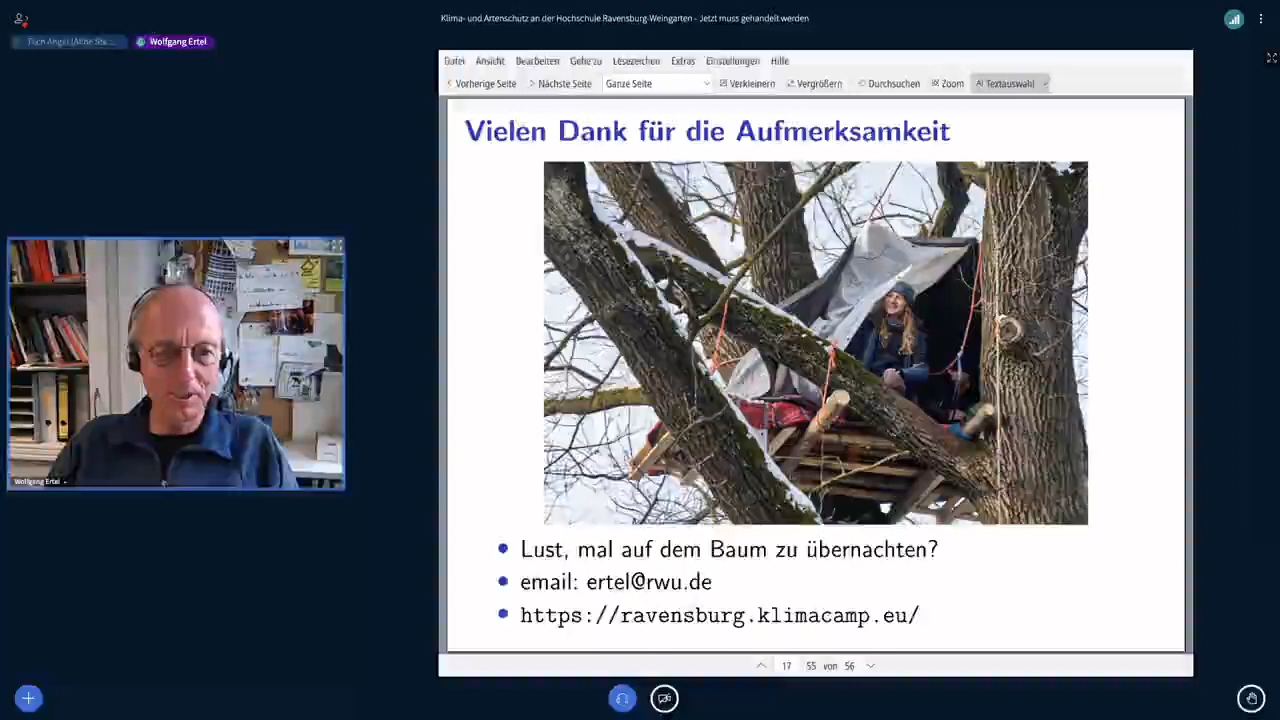 Klima- und Artenschutz an der Hochschule Ravensburg-Weingarten - Jetzt muss gehandelt werden
Wolfgang Ertel
Datei Ansicht Bearbeiten Gehe zu Lesezeichen Extras Einstellungen Hilfe
Vorherige Seite Nächste Seite Ganze Seite Verkleinern Vergrößern Durchsuchen Zoom Textauswahl
Vielen Dank für die Aufmerksamkeit
Wolfgang Ertel
Lust, mal auf dem Baum zu übernachten?
email: ertel@rwu.de
https://ravensburg.klimacamp.eu/
17 55 von 56